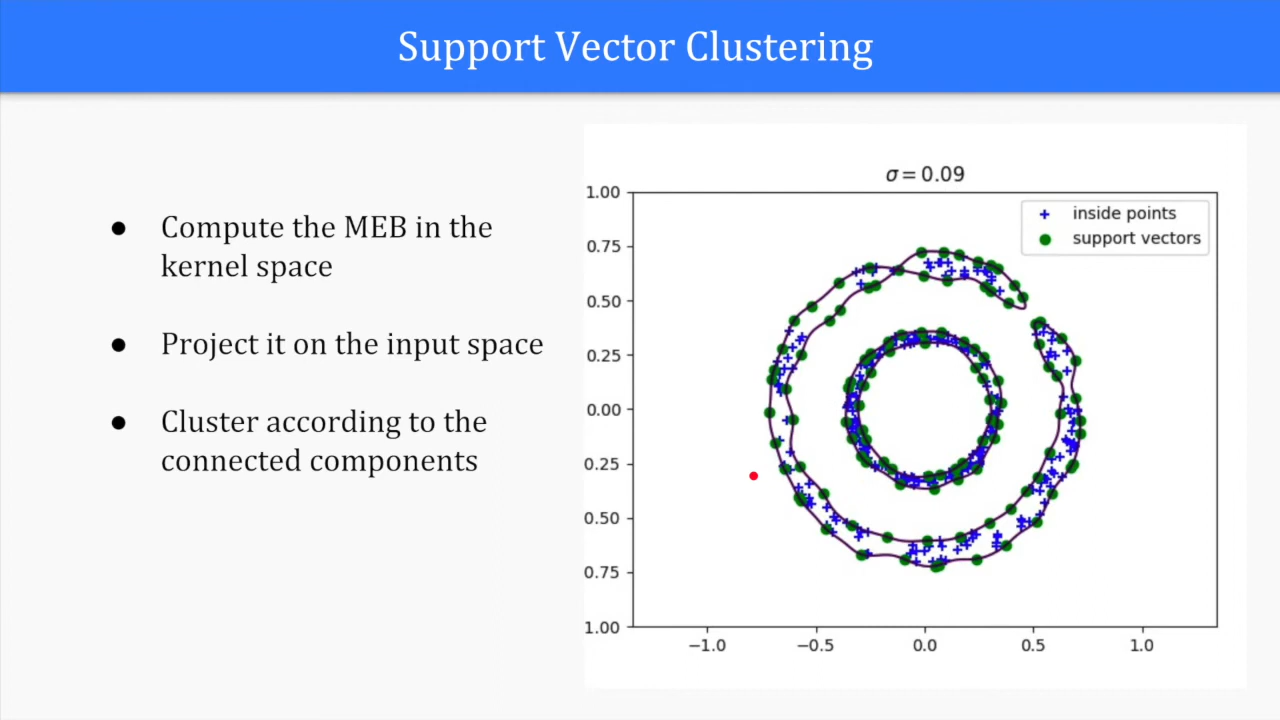 Support Vector Clustering
● Compute the MEB in the
kernel space
● Project it on the input space
● Cluster according to the
connected components
σ = 0.09
inside points
support vectors
1.00
0.75
0.50
0.25
0.00
0.25
0.50
0.75
1.00
−1.0 −0.5 0.0 0.5 1.0